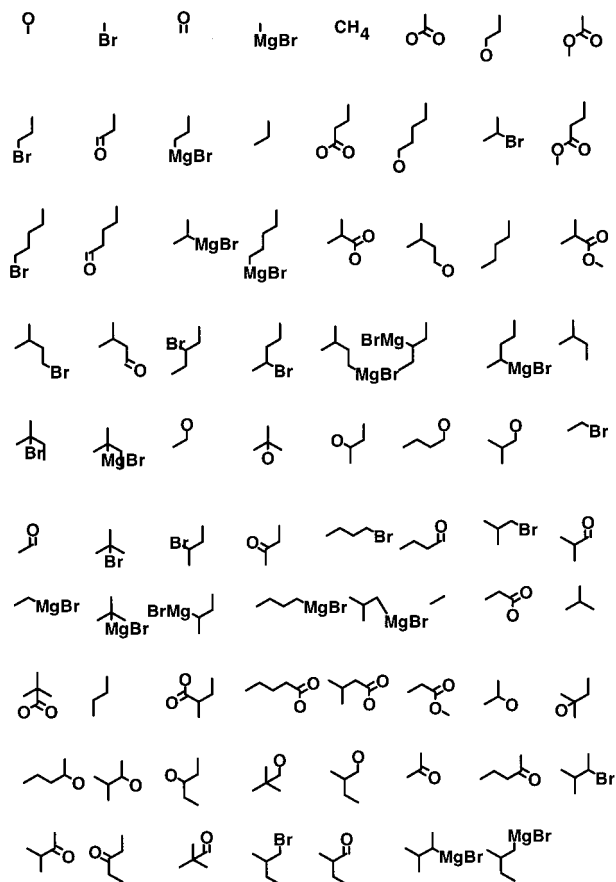 O Br O MgBr CH4 O O O O O
Br O MgBr O O O Br O O
Br O MgBr MgBr O O O O O
Br O Br Br MgBr BrMg MgBr
Br MgBr O O O O O Br
O Br Br O Br O Br O
MgBr MgBr BrMg MgBr MgBr O O
O O O O O O O O O O O O
O O O O O O O Br
O O O Br O MgBr MgBr